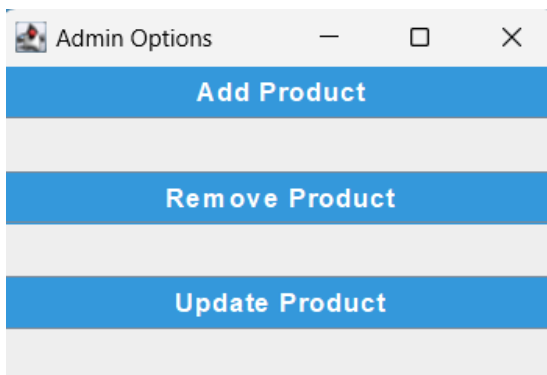 Admin Options
Add Product
Remove Product
Update Product